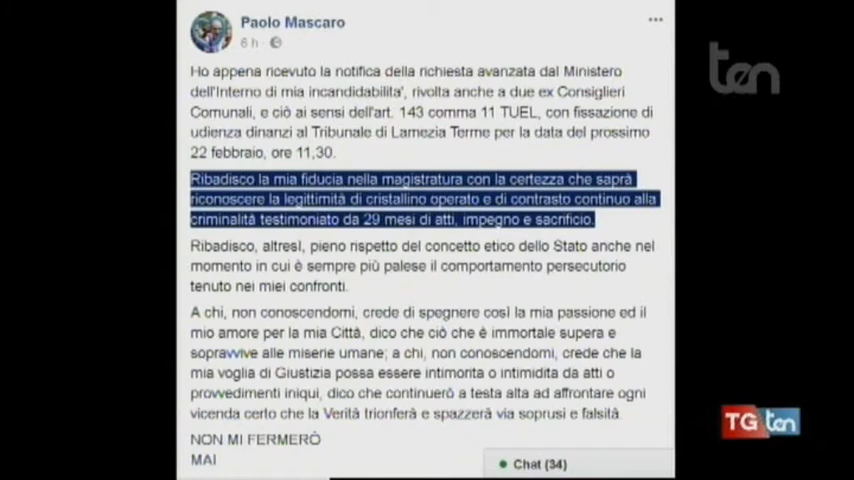 Paolo Mascaro
6 h
ten
Ho appena ricevuto la notifica della richiesta avanzata dal Ministero
dell'Interno di mia incandidabilita', rivolta anche a due ex Consiglieri
Comunali, e ciò ai sensi dell'art. 143 comma 11 TUEL, con fissazione di
udienza dinanzi al Tribunale di Lamezia Terme per la data del prossimo
22 febbraio, ore 11,30.
Ribadisco la mia fiducia nella magistratura con la certezza che saprà
riconoscere la legittimità di cristallino operato e di contrasto continuo alla
criminalità testimoniato da 29 mesi di atti, impegno e sacrificio.
Ribadisco, altresì, pieno rispetto del concetto etico dello Stato anche nel
momento in cui è sempre più palese il comportamento persecutorio
tenuto nei miei confronti.
A chi, non conoscendomi, crede di spegnere così la mia passione ed il
mio amore per la mia Città, dico che ciò che è immortale supera e
sopravvive alle miserie umane; a chi, non conoscendomi, crede che la
mia voglia di Giustizia possa essere intimorita o intimidita da atti o
provvedimenti iniqui, dico che continuerò a testa alta ad affrontare ogni
vicenda certo che la Verità trionferà e spazzerà via soprusi e falsità.
NON MI FERMERÒ
MAI
Chat (34)
TG ten